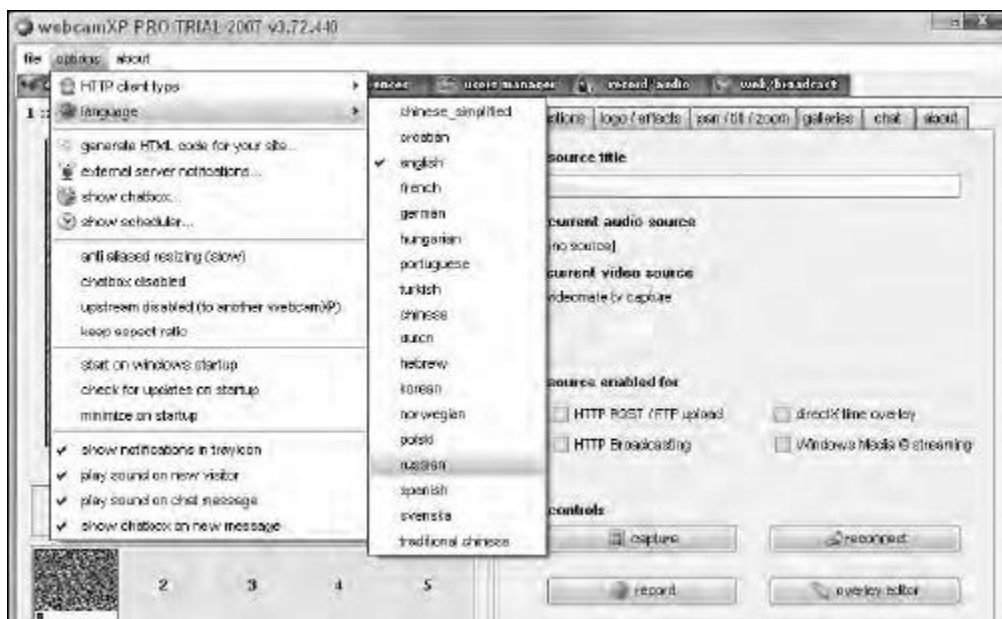 webcamXP PRO TRIAL 2007 v3.72.440
file options about
users manager record/audio web/broadcast
HTTP client type
language
generate HTML code for your site...
external server notifications...
show chatbox...
show scheduler...
anti aliased resizing (slow)
chatbox disabled
upstream disabled (to another webcamXP)
keep aspect ratio
start on windows startup
check for updates on startup
minimize on startup
show notifications in trayicon
play sound on new visitor
play sound on chat message
show chatbox on new message
chinese_simplified
croatian
english
french
german
hungarian
portuguese
turkish
chinese
dutch
hebrew
korean
norwegian
polski
russian
spanish
svenska
traditional chinese
logo / effects pan / tilt / zoom galleries chat about
source title
current audio source
no source]
current video source
videomate tv capture
source enabled for
HTTP POST / FTP upload directX time overlay
HTTP Broadcasting Windows Media © streaming
controls
capture reconnect
record overlay editor
1
2 3 4 5